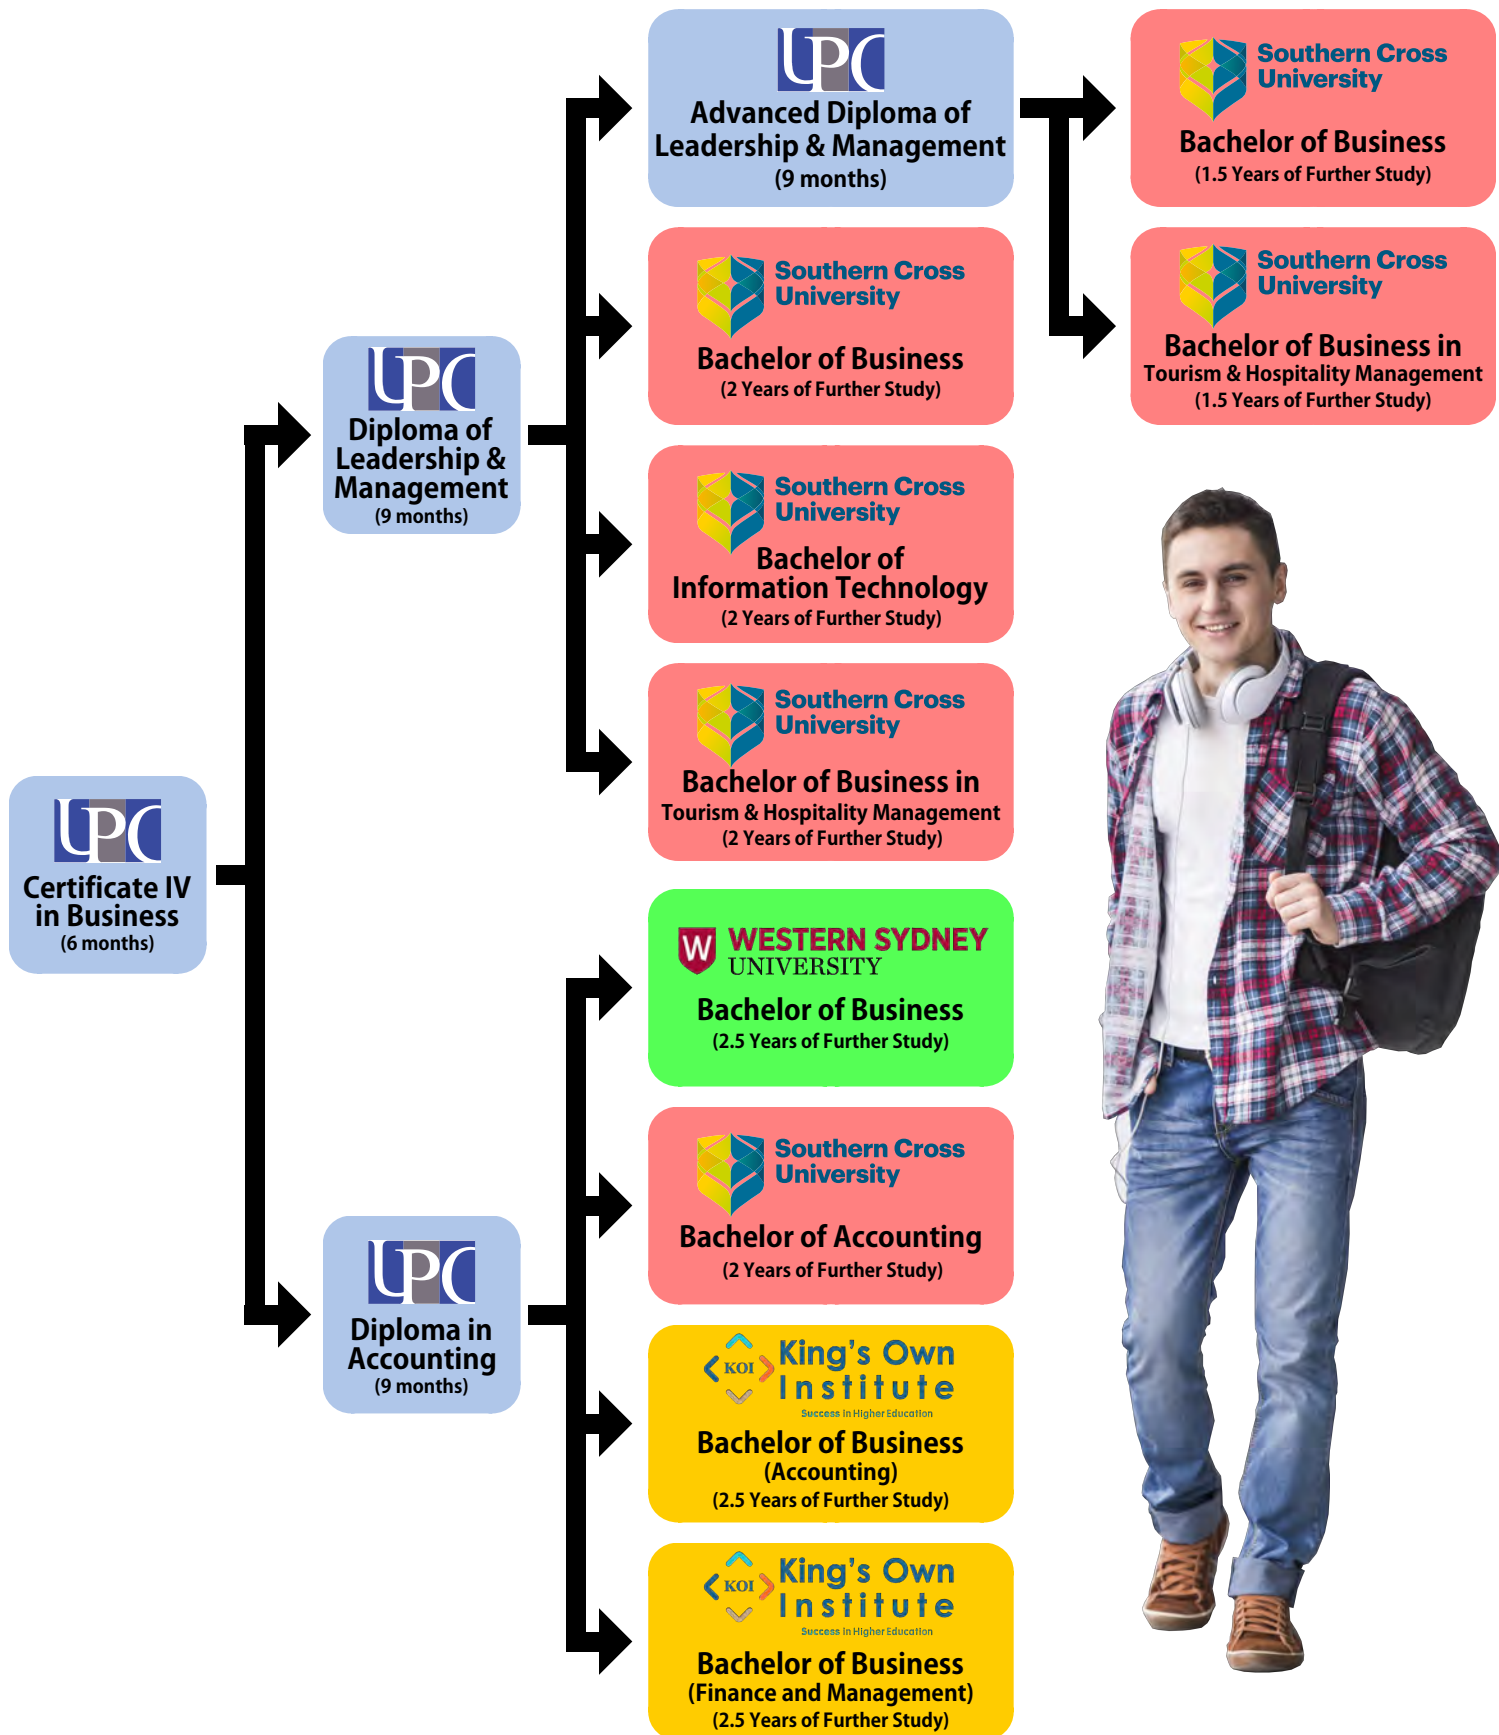 UPC
Advanced Diploma of
Leadership & Management
(9 months)
Southern Cross
University
Bachelor of Business
(1.5 Years of Further Study)
Southern Cross
University
Bachelor of Business
(2 Years of Further Study)
Southern Cross
University
Bachelor of Business in
Tourism & Hospitality Management
(1.5 Years of Further Study)
UPC
Diploma of
Leadership &
Management
(9 months)
Southern Cross
University
Bachelor of
Information Technology
(2 Years of Further Study)
Southern Cross
University
Bachelor of Business in
Tourism & Hospitality Management
(2 Years of Further Study)
UPC
Certificate IV
in Business
(6 months)
W
WESTERN SYDNEY
UNIVERSITY
Bachelor of Business
(2.5 Years of Further Study)
Southern Cross
University
Bachelor of Accounting
(2 Years of Further Study)
UPC
Diploma in
Accounting
(9 months)
KOI
King's Own
Institute
Success in Higher Education
Bachelor of Business
(Accounting)
(2.5 Years of Further Study)
KOI
King's Own
Institute
Success in Higher Education
Bachelor of Business
(Finance and Management)
(2.5 Years of Further Study)